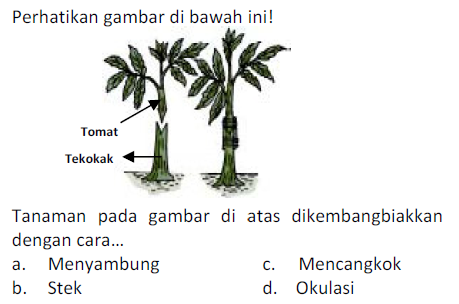 Perhatikan gambar di bawah ini!
Tomat
Tekokak
Tanaman pada gambar di atas dikembangbiakkan
dengan cara...
a. Menyambung
c. Mencangkok
b. Stek
d. Okulasi